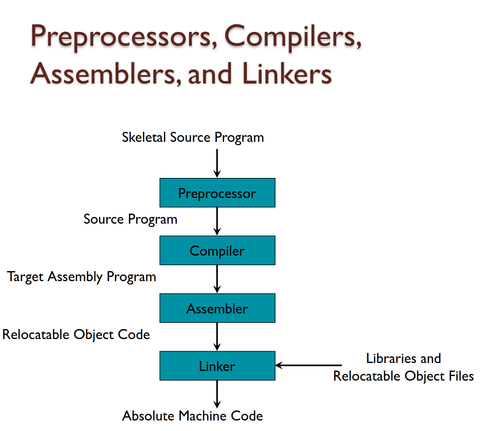 Preprocessors, Compilers,
Assemblers, and Linkers
Skeletal Source Program
Preprocessor
Source Program
Compiler
Target Assembly Program
Assembler
Relocatable Object Code
Linker
Libraries and
Relocatable Object Files
Absolute Machine Code